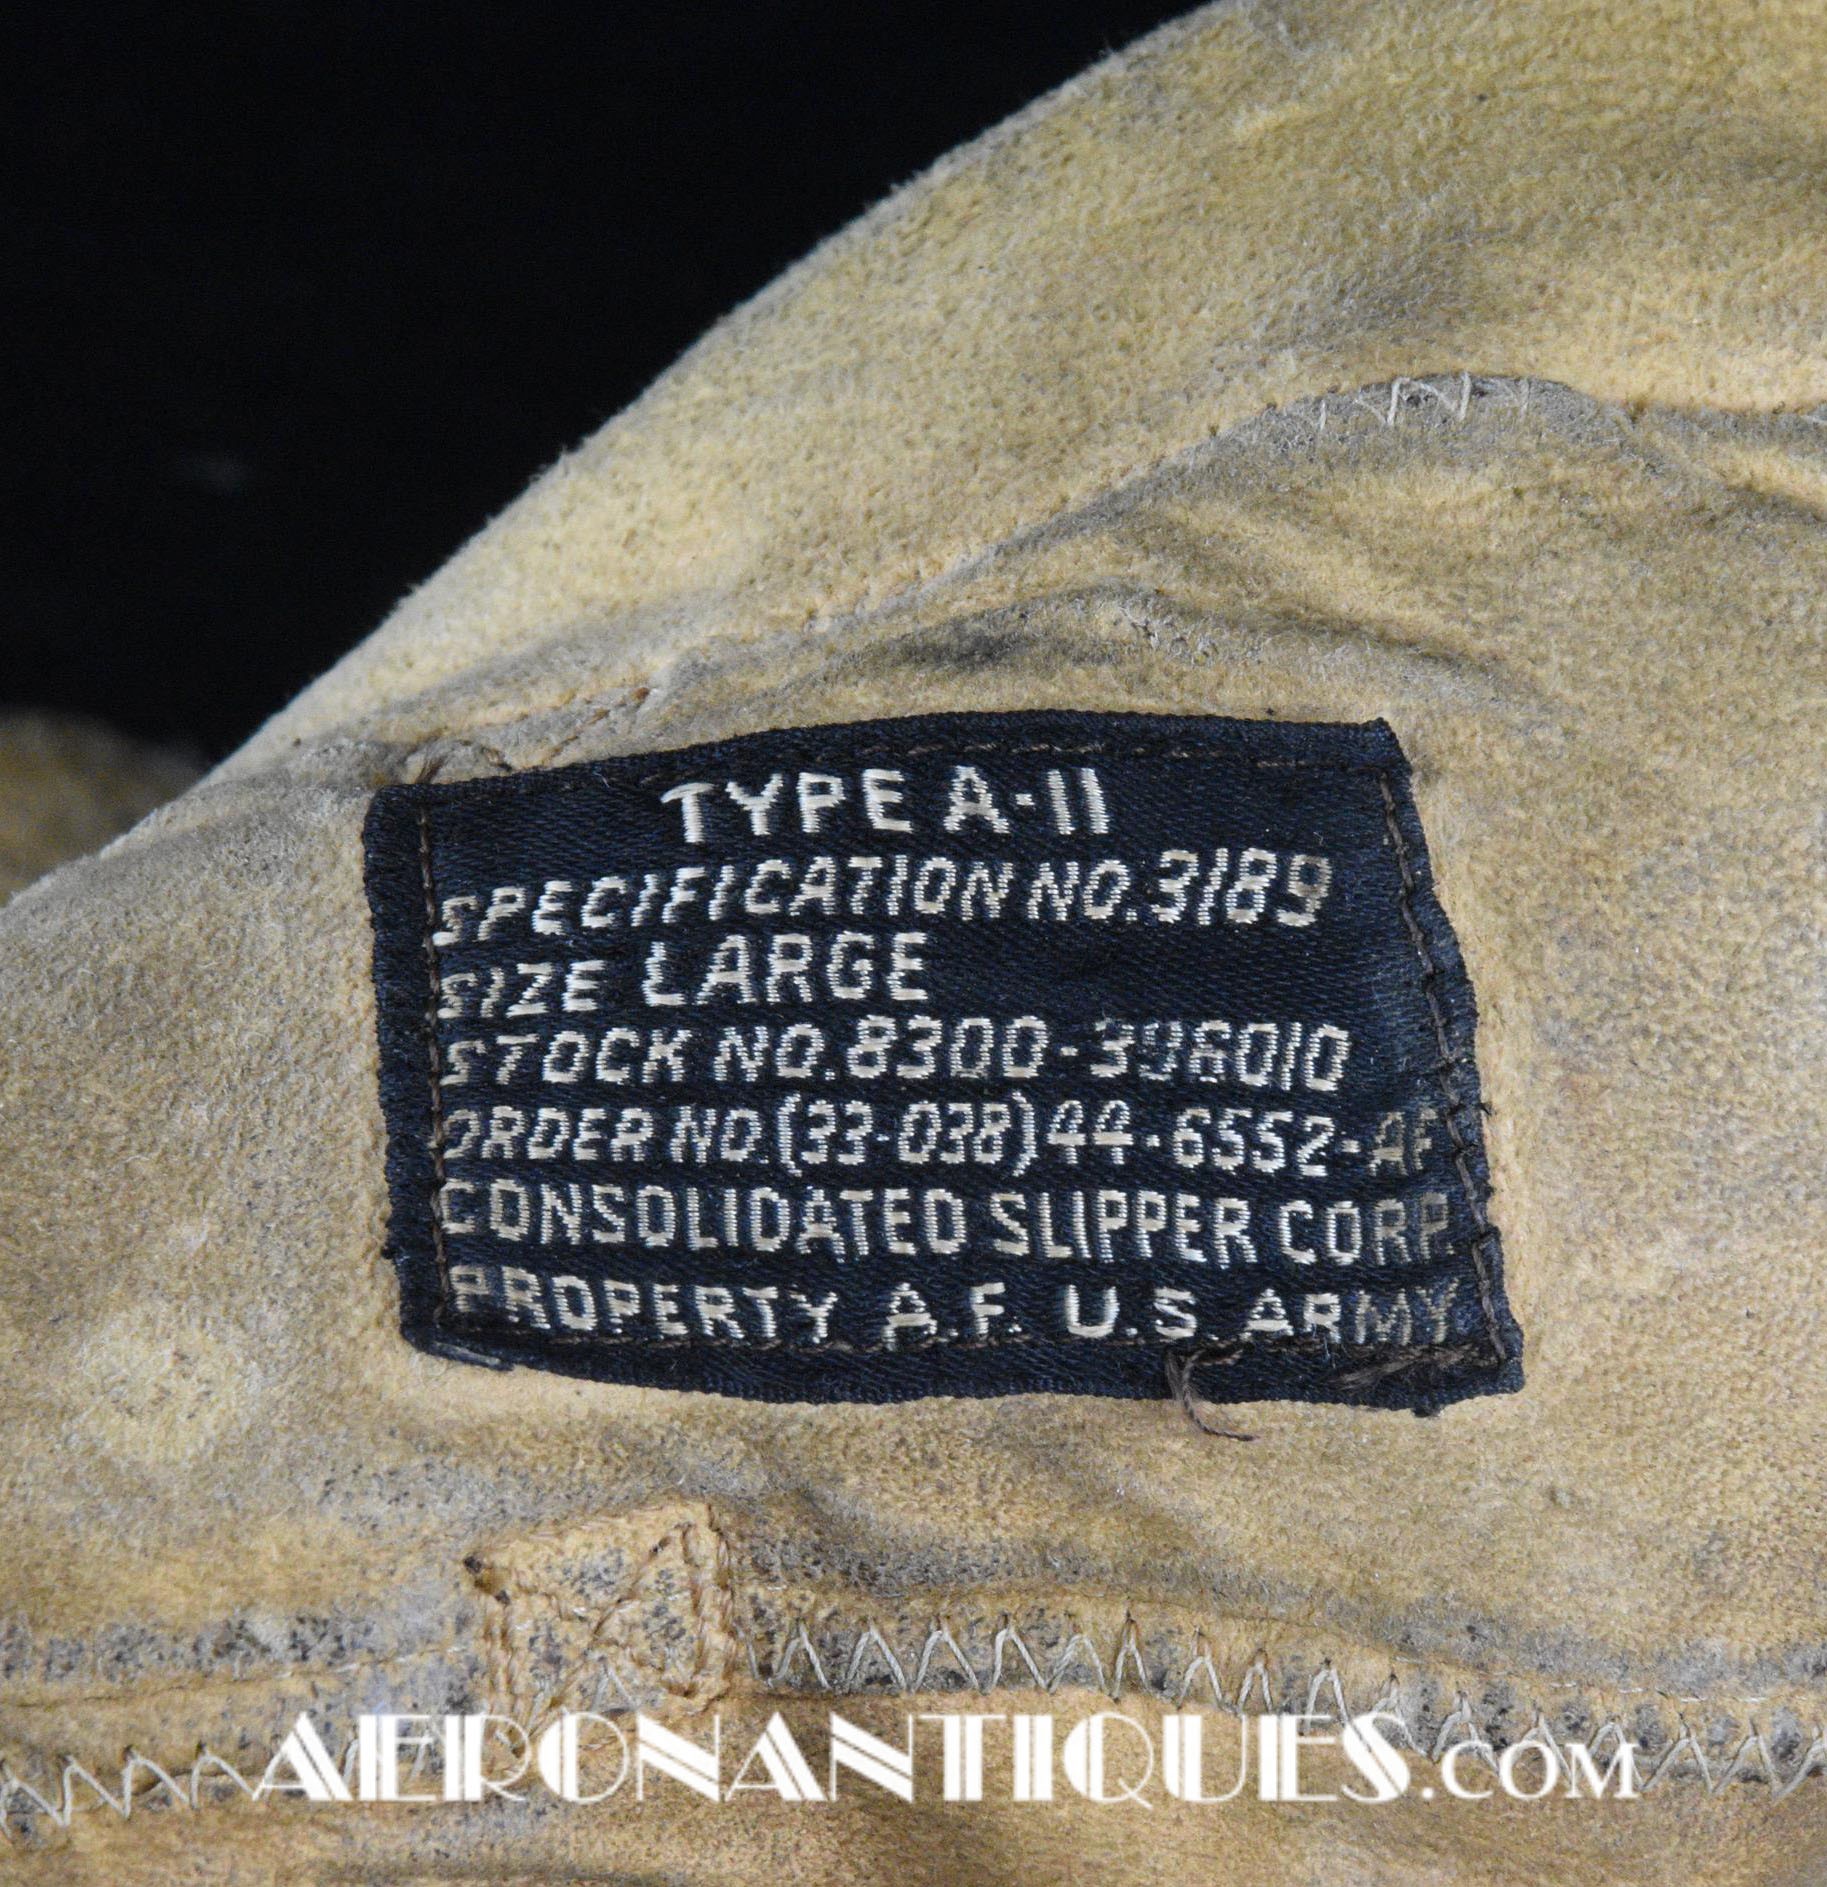 TYPE A-11
SPECIFICATION NO. 3189
SIZE LARGE
STOCK NO. 8300-396010
ORDER NO. (33-038) 44-6552-AF
CONSOLIDATED SLIPPER CORP.
PROPERTY A.F. U.S. ARMY
AERONANTIQUES.COM